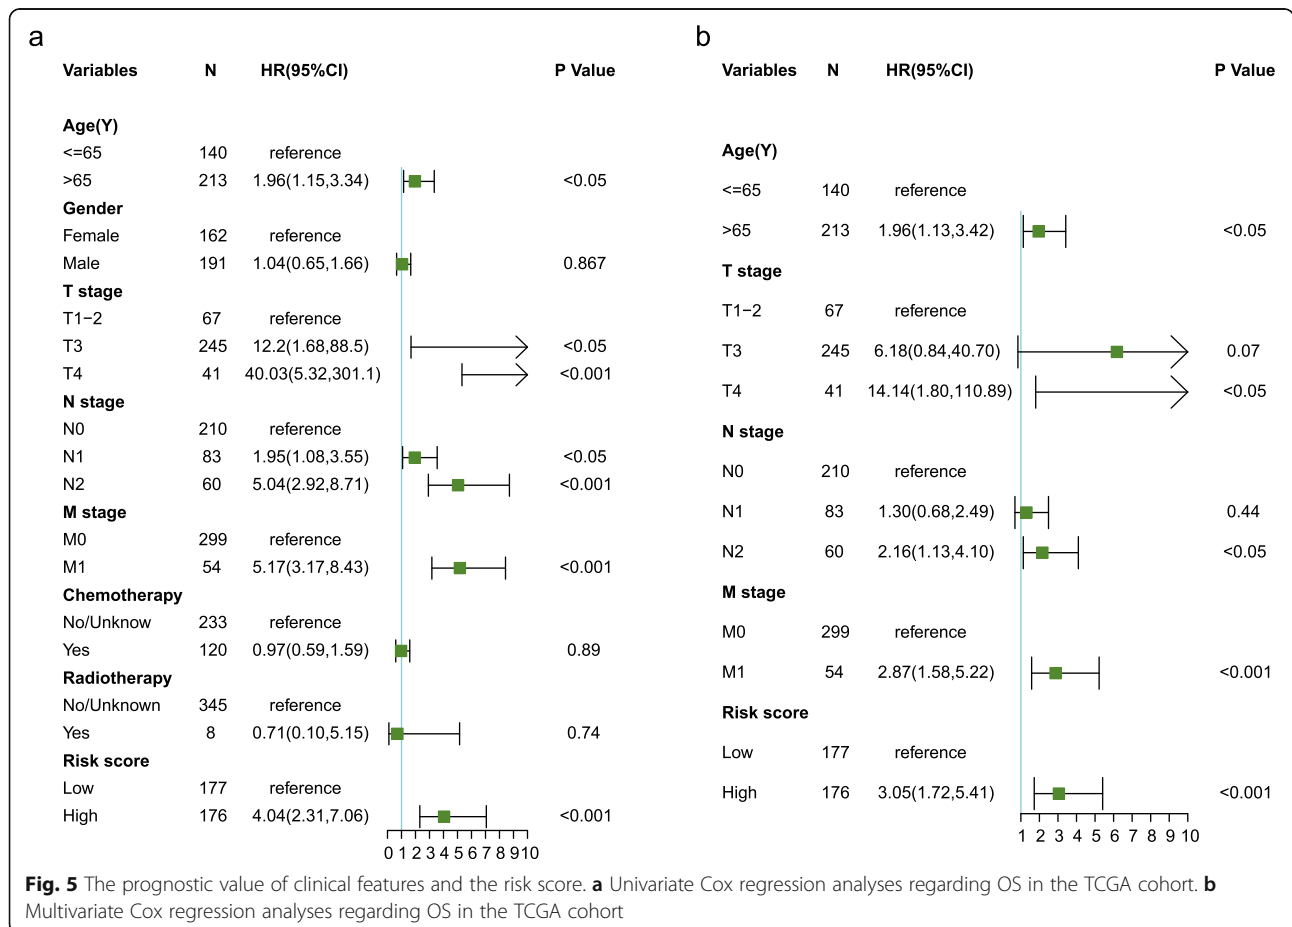 a
Variables N HR(95%CI) P Value
Age(Y)
<=65 140 reference
>65 213 1.96(1.15,3.34) <0.05
Gender
Female 162 reference
Male 191 1.04(0.65,1.66) 0.867
T stage
T1−2 67 reference
T3 245 12.2(1.68,88.5) <0.05
T4 41 40.03(5.32,301.1) <0.001
N stage
N0 210 reference
N1 83 1.95(1.08,3.55) <0.05
N2 60 5.04(2.92,8.71) <0.001
M stage
M0 299 reference
M1 54 5.17(3.17,8.43) <0.001
Chemotherapy
No/Unknow 233 reference
Yes 120 0.97(0.59,1.59) 0.89
Radiotherapy
No/Unknown 345 reference
Yes 8 0.71(0.10,5.15) 0.74
Risk score
Low 177 reference
High 176 4.04(2.31,7.06) <0.001
0 1 2 3 4 5 6 7 8 9 10
b
Variables N HR(95%CI) P Value
Age(Y)
<=65 140 reference
>65 213 1.96(1.13,3.42) <0.05
T stage
T1−2 67 reference
T3 245 6.18(0.84,40.70) 0.07
T4 41 14.14(1.80,110.89) <0.05
N stage
N0 210 reference
N1 83 1.30(0.68,2.49) 0.44
N2 60 2.16(1.13,4.10) <0.05
M stage
M0 299 reference
M1 54 2.87(1.58,5.22) <0.001
Risk score
Low 177 reference
High 176 3.05(1.72,5.41) <0.001
1 2 3 4 5 6 7 8 9 10
Fig. 5 The prognostic value of clinical features and the risk score. a Univariate Cox regression analyses regarding OS in the TCGA cohort. b
Multivariate Cox regression analyses regarding OS in the TCGA cohort